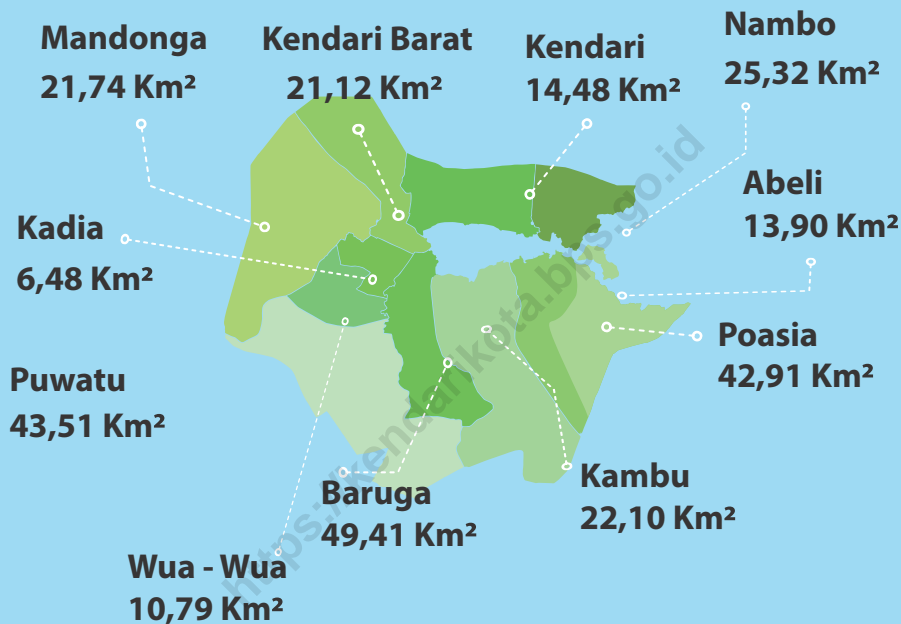 Mandonga
21,74 Km²
Kendari Barat
21,12 Km²
Kendari
14,48 Km²
Nambo
25,32 Km²
Abeli
13,90 Km²
Kadia
6,48 Km²
Poasia
42,91 Km²
Puwatu
43,51 Km²
Kambu
22,10 Km²
Baruga
49,41 Km²
Wua - Wua
10,79 Km²
https://kendarikota.bps.go.id